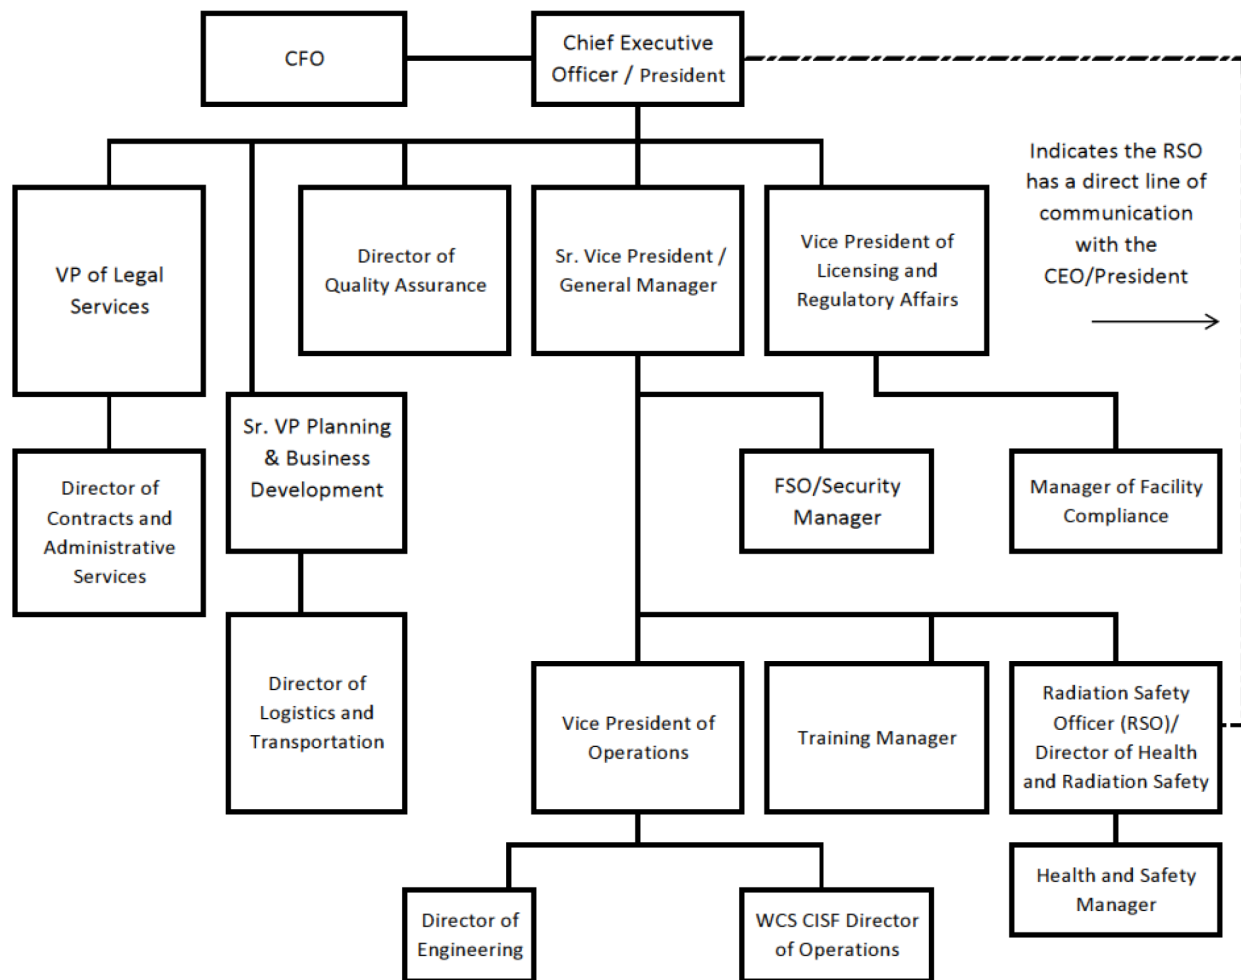 CFO
Chief Executive
Officer / President
Indicates the RSO
has a direct line of
communication
with the
CEO/President
VP of Legal
Services
Director of
Quality Assurance
Sr. Vice President /
General Manager
Vice President of
Licensing and
Regulatory Affairs
Sr. VP Planning
& Business
Development
Director of
Contracts and
Administrative
Services
FSO/Security
Manager
Manager of Facility
Compliance
Director of
Logistics and
Transportation
Vice President of
Operations
Training Manager
Radiation Safety
Officer (RSO)/
Director of Health
and Radiation Safety
Director of
Engineering
WCS CISF Director
of Operations
Health and Safety
Manager